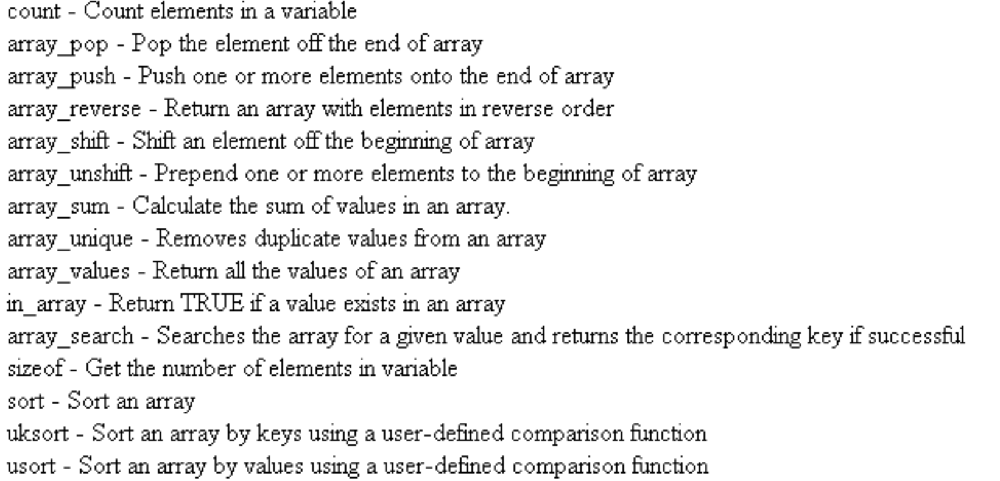 count - Count elements in a variable
array_pop - Pop the element off the end of array
array_push - Push one or more elements onto the end of array
array_reverse - Return an array with elements in reverse order
array_shift - Shift an element off the beginning of array
array_unshift - Prepend one or more elements to the beginning of array
array_sum - Calculate the sum of values in an array.
array_unique - Removes duplicate values from an array
array_values - Return all the values of an array
in_array - Return TRUE if a value exists in an array
array_search - Searches the array for a given value and returns the corresponding key if successful
sizeof - Get the number of elements in variable
sort - Sort an array
uksort - Sort an array by keys using a user-defined comparison function
usort - Sort an array by values using a user-defined comparison function